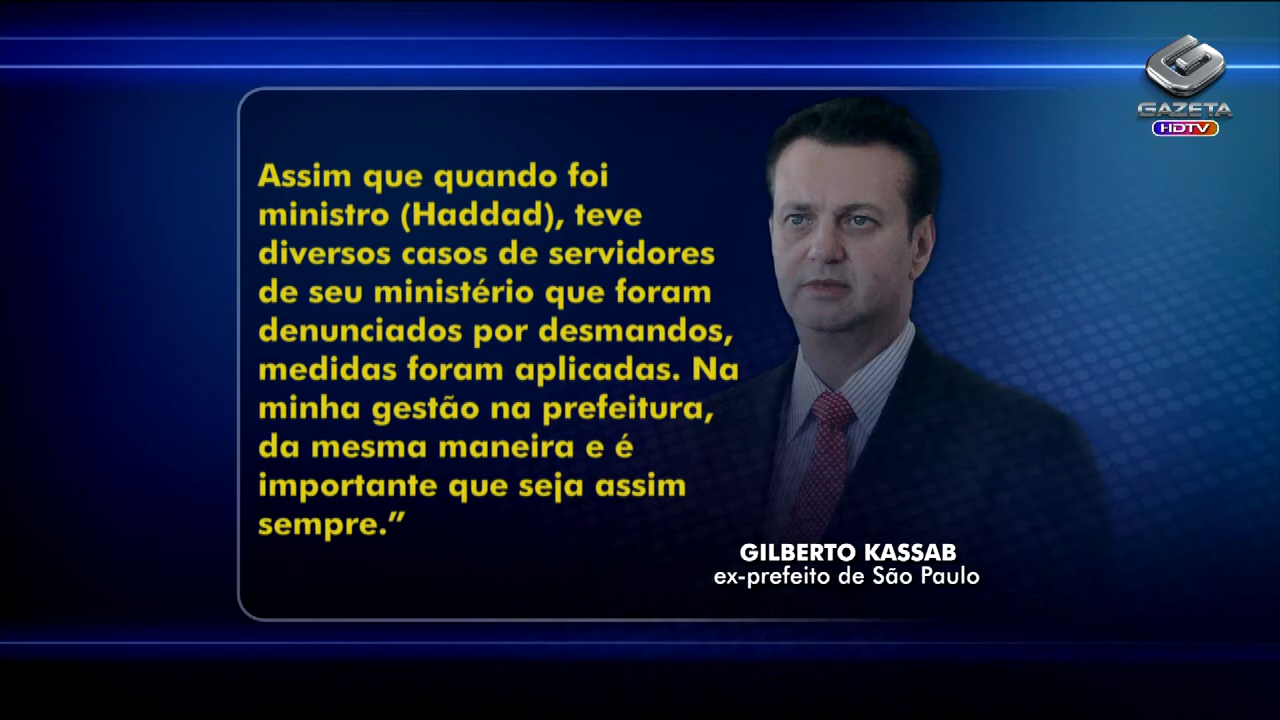 GAZETA
HDTV
Assim que quando foi
ministro (Haddad), teve
diversos casos de servidores
de seu ministério que foram
denunciados por desmandos,
medidas foram aplicadas. Na
minha gestão na prefeitura,
da mesma maneira e é
importante que seja assim
sempre.”
GILBERTO KASSAB
ex-prefeito de São Paulo